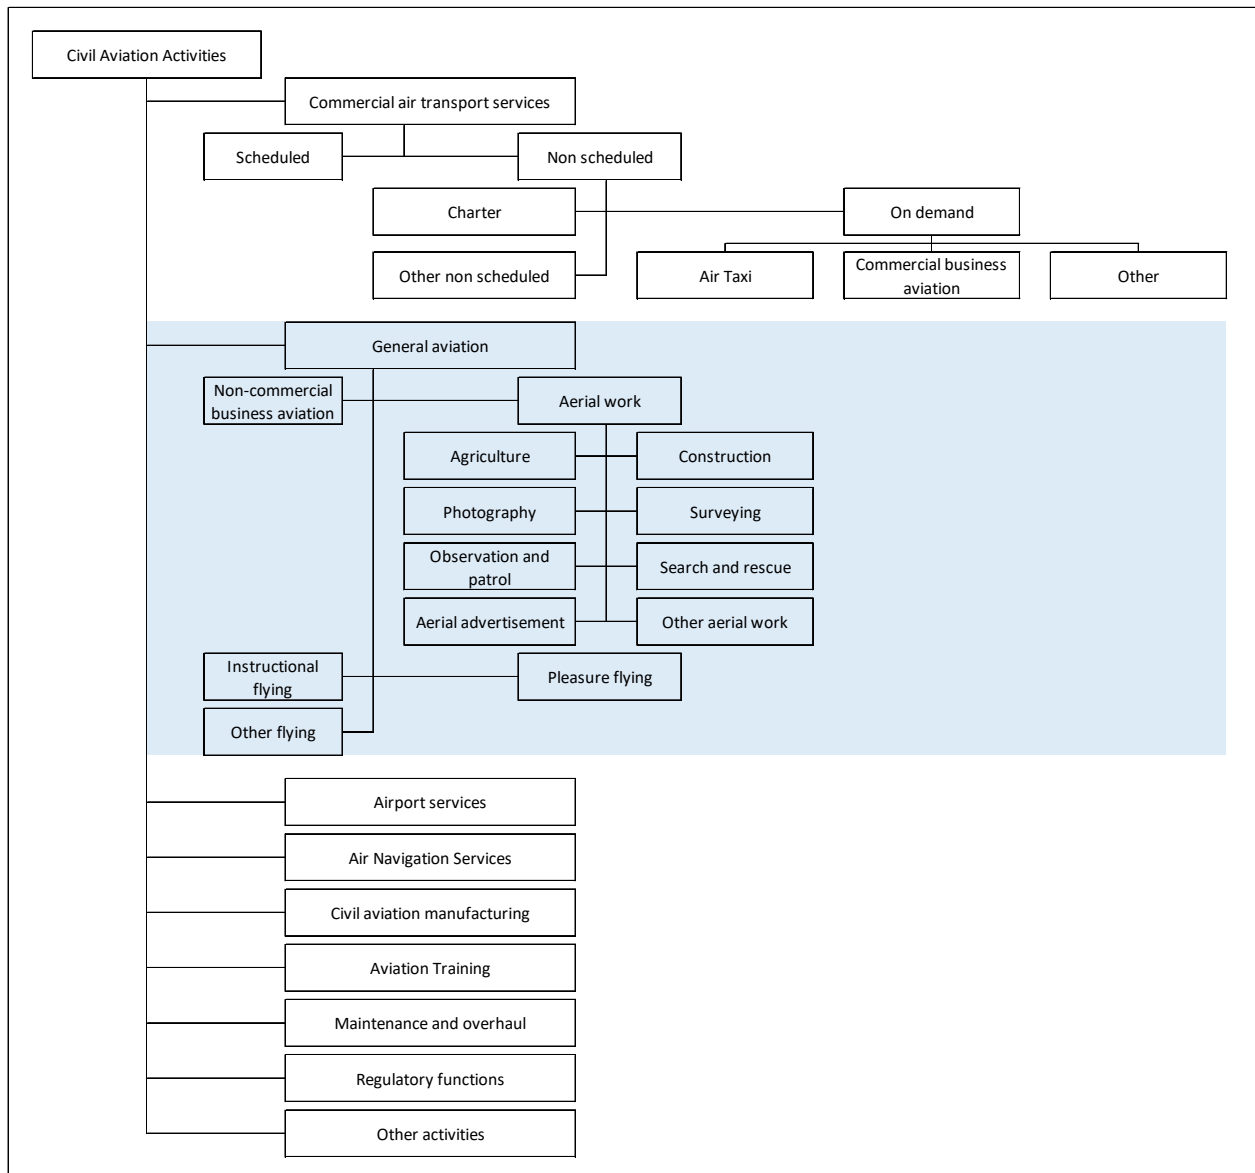 Civil Aviation Activities
Commercial air transport services
Scheduled
Non scheduled
Charter
On demand
Other non scheduled
Air Taxi
Commercial business
aviation
Other
General aviation
Non-commercial
business aviation
Aerial work
Agriculture
Construction
Photography
Surveying
Observation and
patrol
Search and rescue
Aerial advertisement
Other aerial work
Instructional
flying
Pleasure flying
Other flying
Airport services
Air Navigation Services
Civil aviation manufacturing
Aviation Training
Maintenance and overhaul
Regulatory functions
Other activities